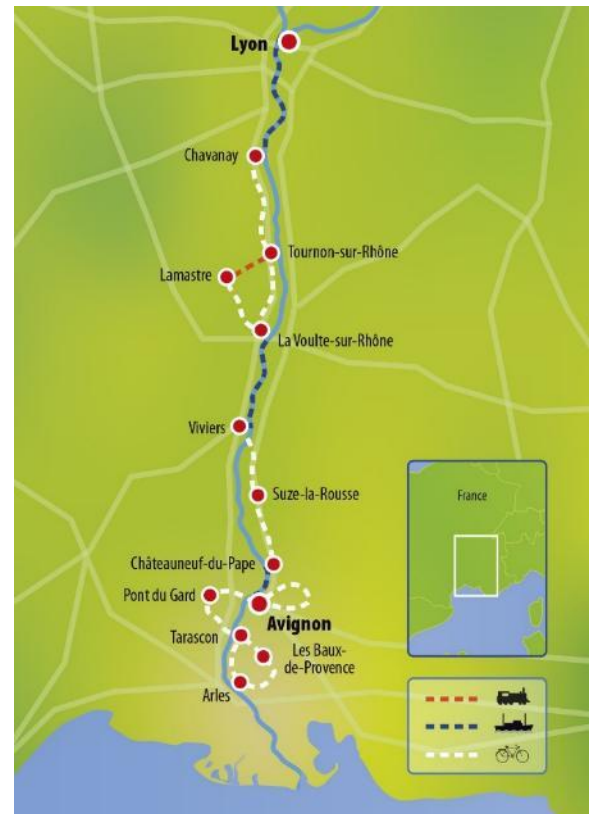 Lyon
Chavanay
Tournon-sur-Rhône
Lamastre
La Voulte-sur-Rhône
Viviers
Suze-la-Rousse
France
Châteauneuf-du-Pape
Pont du Gard
Avignon
Tarascon
Les Baux-
de-Provence
Arles